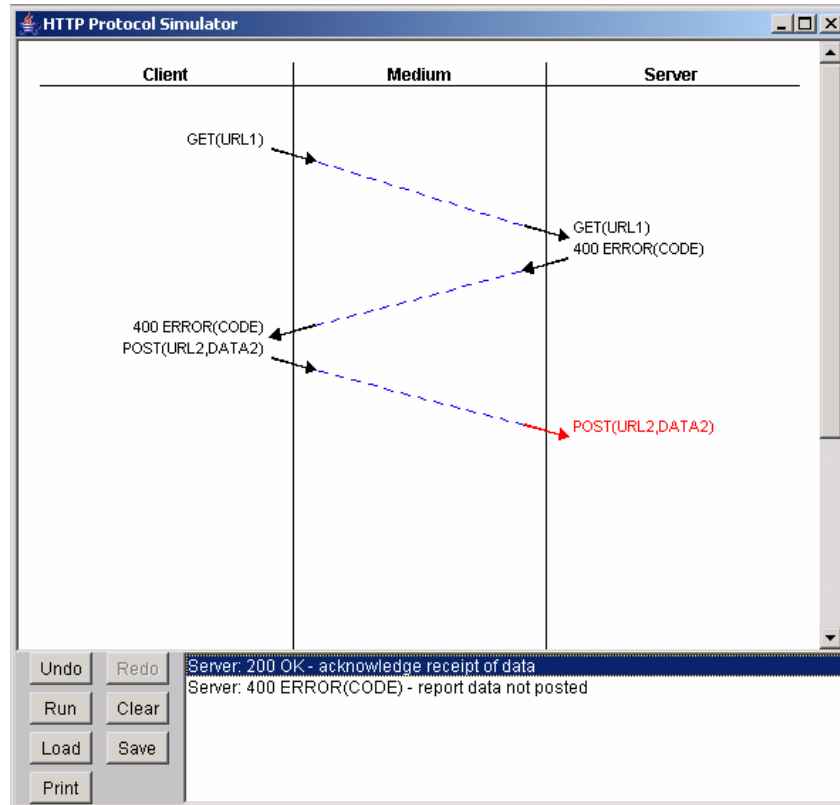 HTTP Protocol Simulator
Client Medium Server
GET(URL1)
GET(URL1)
400 ERROR(CODE)
400 ERROR(CODE)
POST(URL2,DATA2)
POST(URL2,DATA2)
Undo Redo
Run Clear
Load Save
Print
Server: 200 OK - acknowledge receipt of data
Server: 400 ERROR(CODE) - report data not posted